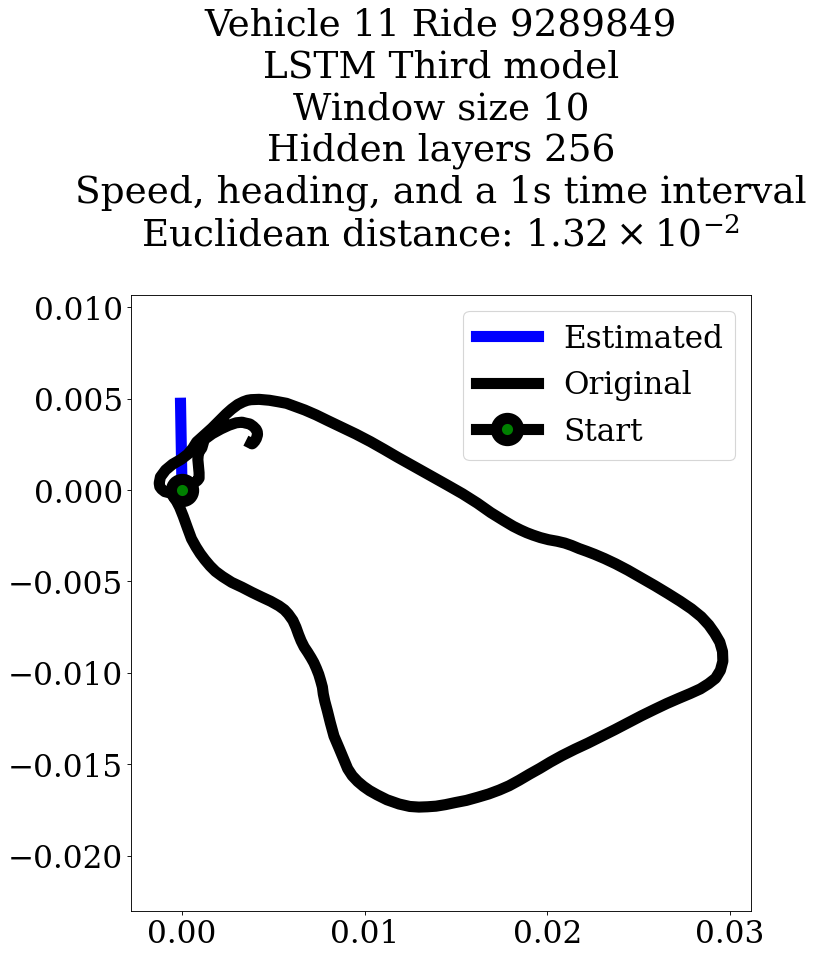 Vehicle 11 Ride 9289849
LSTM Third model
Window size 10
Hidden layers 256
Speed, heading, and a 1s time interval
Euclidean distance: 1.32 × 10⁻²
0.010
0.005
0.000
−0.005
−0.010
−0.015
−0.020
Estimated
Original
Start
0.00 0.01 0.02 0.03